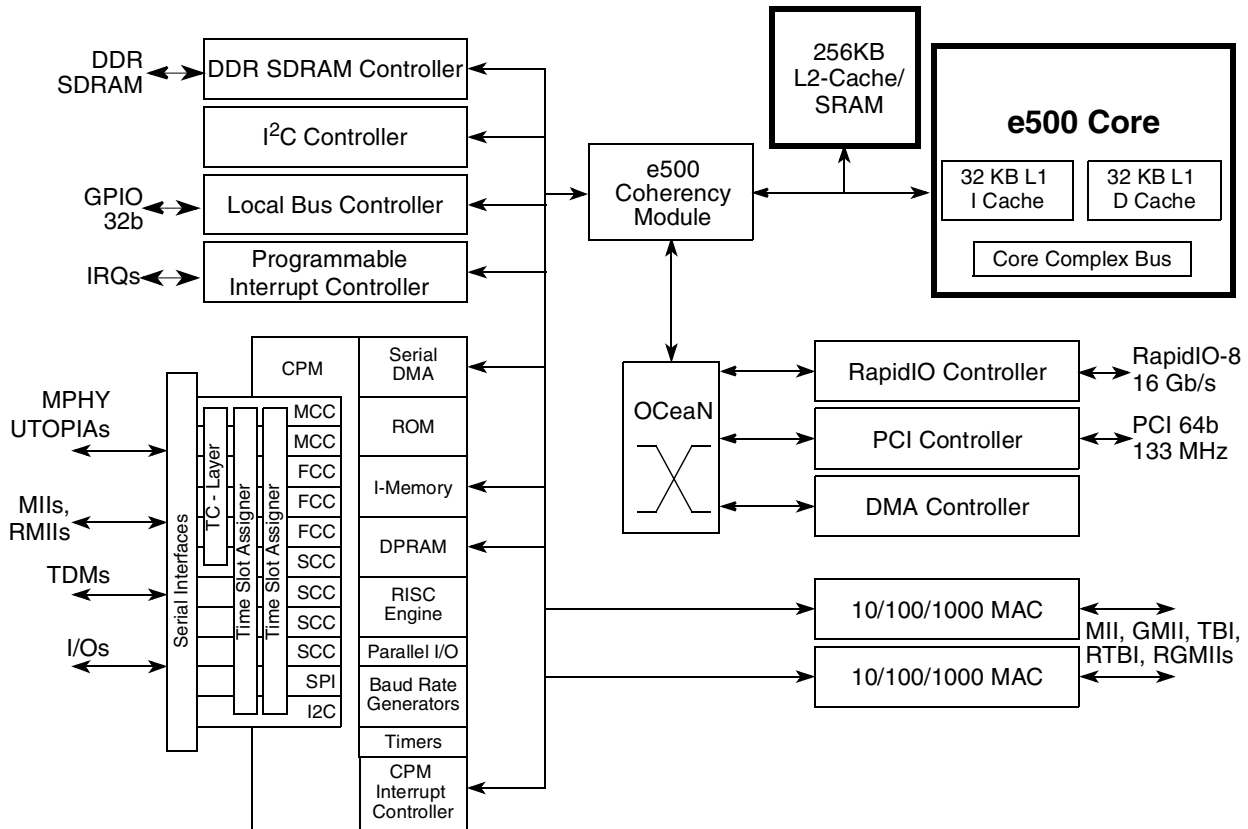 DDR
SDRAM
DDR SDRAM Controller
I²C Controller
GPIO
32b
Local Bus Controller
IRQs
Programmable
Interrupt Controller
256KB
L2-Cache/
SRAM
e500 Core
32 KB L1
I Cache
32 KB L1
D Cache
Core Complex Bus
e500
Coherency
Module
OCeaN
RapidIO Controller
RapidIO-8
16 Gb/s
PCI Controller
PCI 64b
133 MHz
DMA Controller
10/100/1000 MAC
10/100/1000 MAC
MII, GMII, TBI,
RTBI, RGMIIs
MPHY
UTOPIAs
MIIs,
RMIIs
TDMs
I/Os
Serial Interfaces
TC - Layer
Time Slot Assigner
Time Slot Assigner
CPM
MCC
MCC
FCC
FCC
FCC
SCC
SCC
SCC
SCC
SPI
I2C
Serial
DMA
ROM
I-Memory
DPRAM
RISC
Engine
Parallel I/O
Baud Rate
Generators
Timers
CPM
Interrupt
Controller